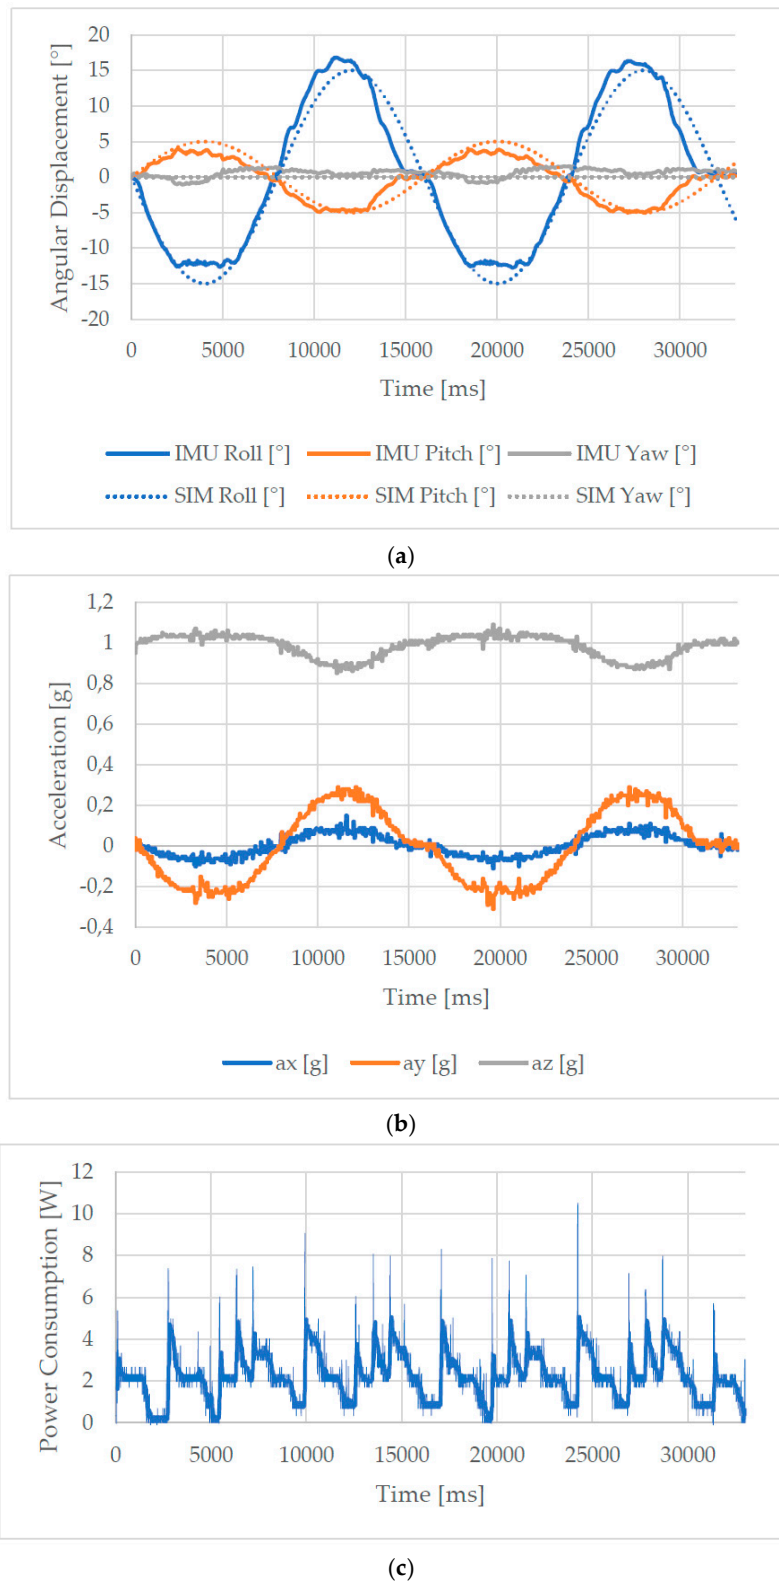 20
15
10
5
0
-5
-10
-15
-20
Angular Displacement [°]
0 5000 10000 15000 20000 25000 30000
Time [ms]
IMU Roll [°] IMU Pitch [°] IMU Yaw [°]
SIM Roll [°] SIM Pitch [°] SIM Yaw [°]
(a)
1,2
1
0,8
0,6
0,4
0,2
0
-0,2
-0,4
Acceleration [g]
0 5000 10000 15000 20000 25000 30000
Time [ms]
ax [g] ay [g] az [g]
(b)
12
10
8
6
4
2
0
Power Consumption [W]
0 5000 10000 15000 20000 25000 30000
Time [ms]
(c)